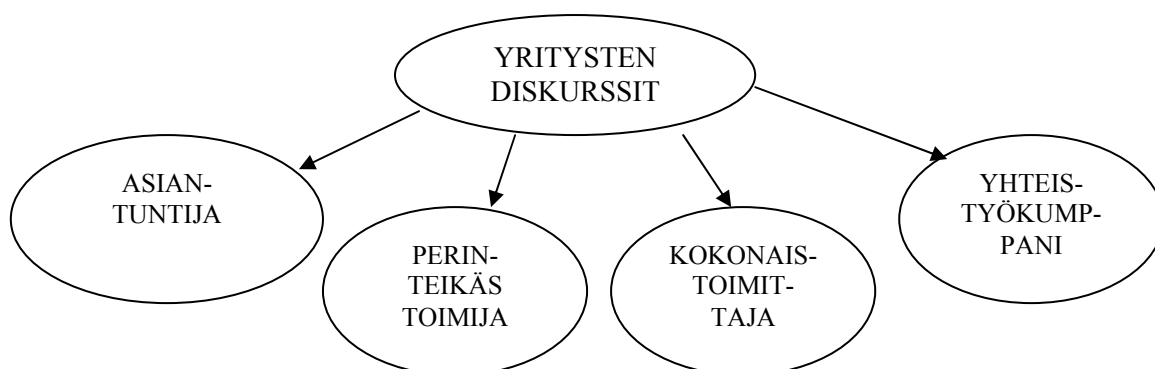 YRITYSTEN
DISKURSSIT
ASIAN-
TUNTIJA
PERIN-
TEIKÄS
TOIMIJA
KOKONAIS-
TOIMIT-
TAJA
YHTEIS-
TYÖKUMP-
PANI